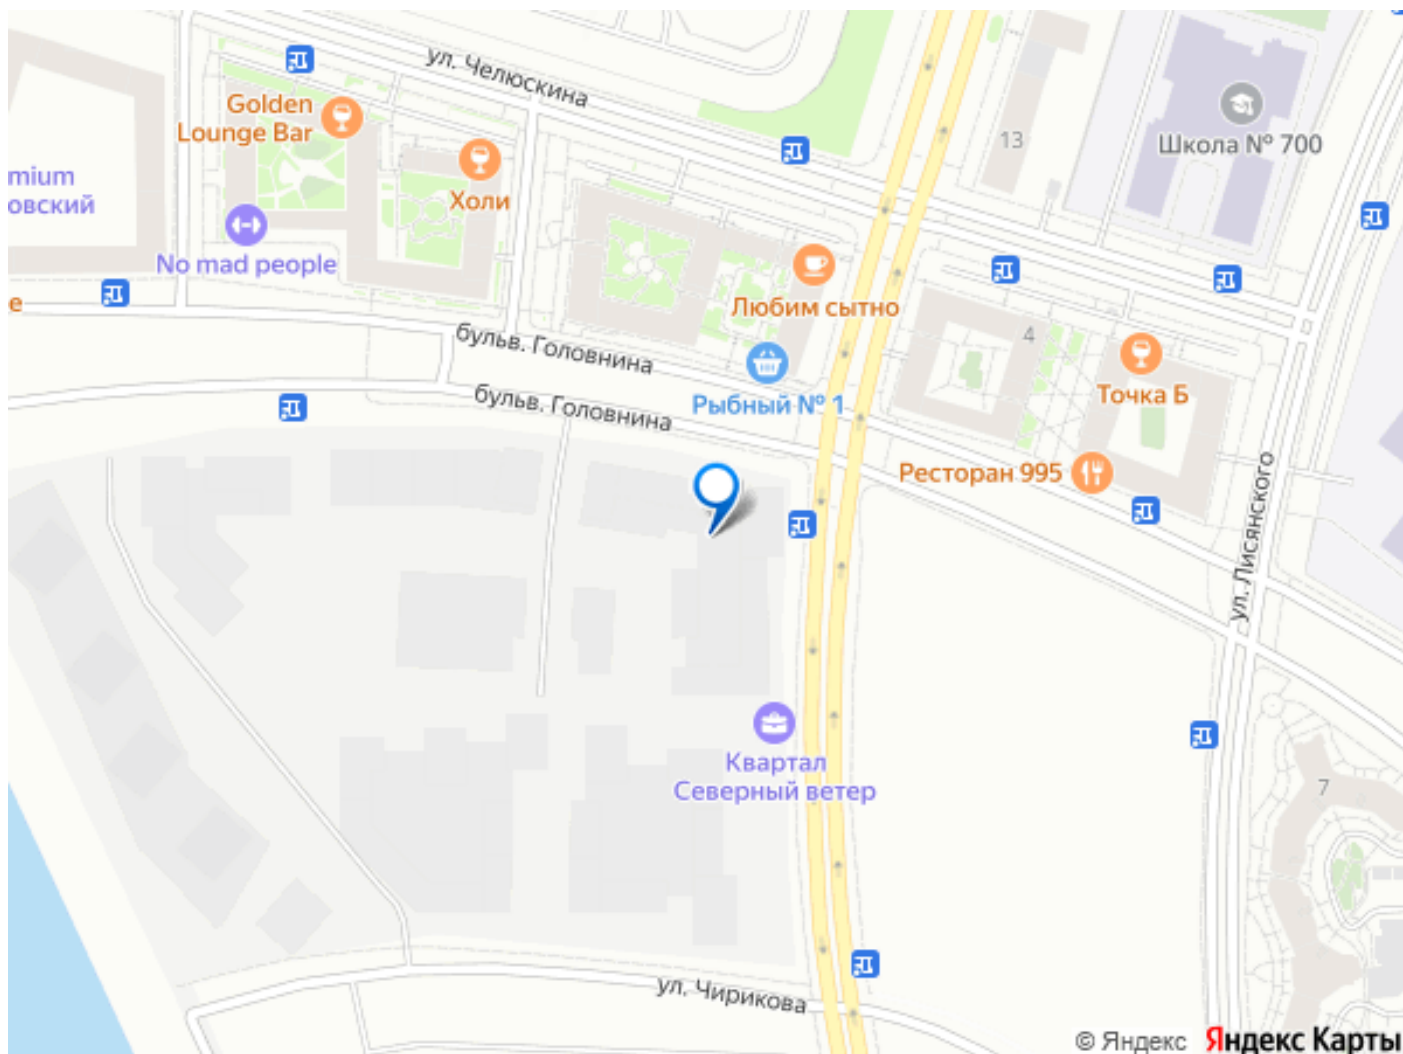 ул. Челюскина
Golden
Lounge Bar
Холи
13
Школа № 700
mium
овский
No mad people
e
Любим сытно
бульв. Головнина
Рыбный № 1
бульв. Головнина
4
Точка Б
Ресторан 995
ул. Лисянского
Квартал
Северный ветер
7
ул. Чирикова
© Яндекс
Яндекс Карты